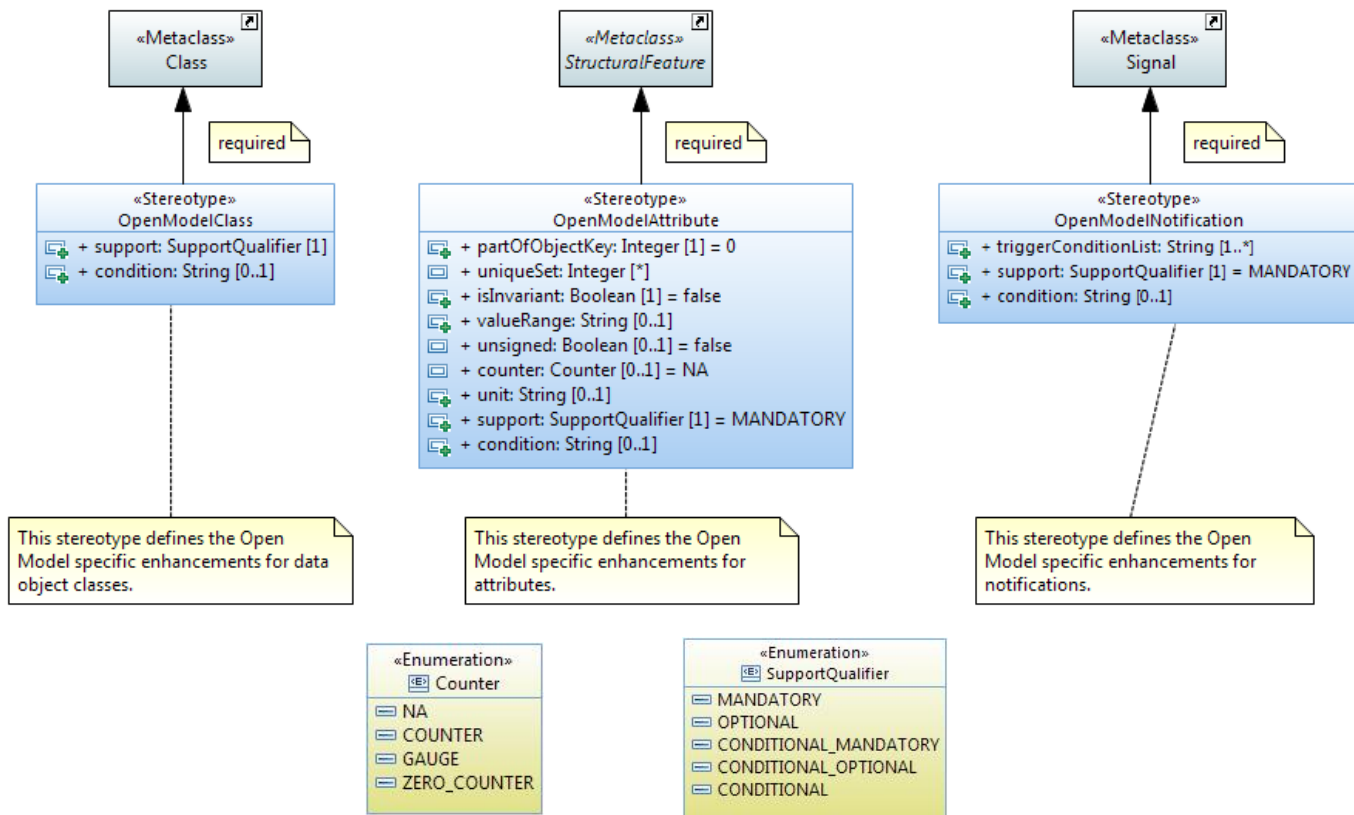 «Metaclass»
Class
required
«Stereotype»
OpenModelClass
+ support: SupportQualifier [1]
+ condition: String [0..1]
This stereotype defines the Open
Model specific enhancements for data
object classes.
«Metaclass»
StructuralFeature
required
«Stereotype»
OpenModelAttribute
+ partOfObjectKey: Integer [1] = 0
+ uniqueSet: Integer [*]
+ isInvariant: Boolean [1] = false
+ valueRange: String [0..1]
+ unsigned: Boolean [0..1] = false
+ counter: Counter [0..1] = NA
+ unit: String [0..1]
+ support: SupportQualifier [1] = MANDATORY
+ condition: String [0..1]
This stereotype defines the Open
Model specific enhancements for
attributes.
«Metaclass»
Signal
required
«Stereotype»
OpenModelNotification
+ triggerConditionList: String [1..*]
+ support: SupportQualifier [1] = MANDATORY
+ condition: String [0..1]
This stereotype defines the Open
Model specific enhancements for
notifications.
«Enumeration»
«E» Counter
NA
COUNTER
GAUGE
ZERO_COUNTER
«Enumeration»
«E» SupportQualifier
MANDATORY
OPTIONAL
CONDITIONAL_MANDATORY
CONDITIONAL_OPTIONAL
CONDITIONAL